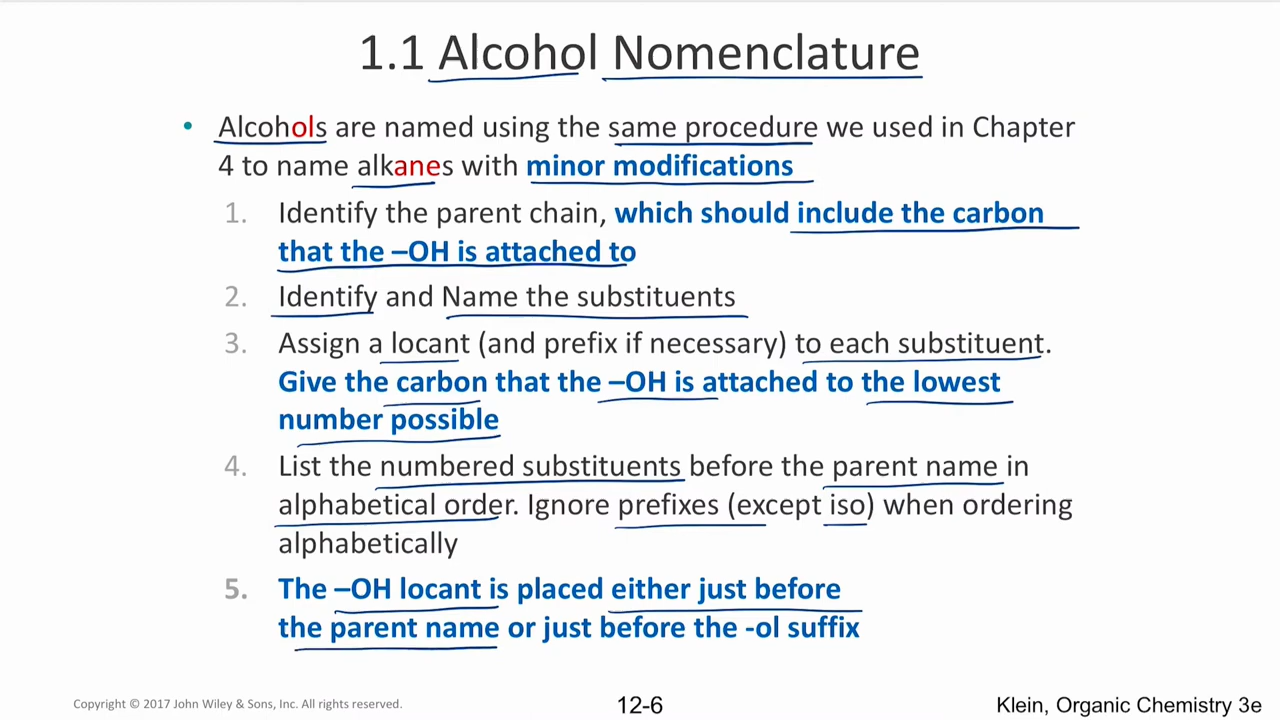 1.1 Alcohol Nomenclature
• Alcohols are named using the same procedure we used in Chapter
4 to name alkanes with minor modifications
1. Identify the parent chain, which should include the carbon
that the –OH is attached to
2. Identify and Name the substituents
3. Assign a locant (and prefix if necessary) to each substituent.
Give the carbon that the –OH is attached to the lowest
number possible
4. List the numbered substituents before the parent name in
alphabetical order. Ignore prefixes (except iso) when ordering
alphabetically
5. The –OH locant is placed either just before
the parent name or just before the -ol suffix
Copyright © 2017 John Wiley & Sons, Inc. All rights reserved.
12-6
Klein, Organic Chemistry 3e